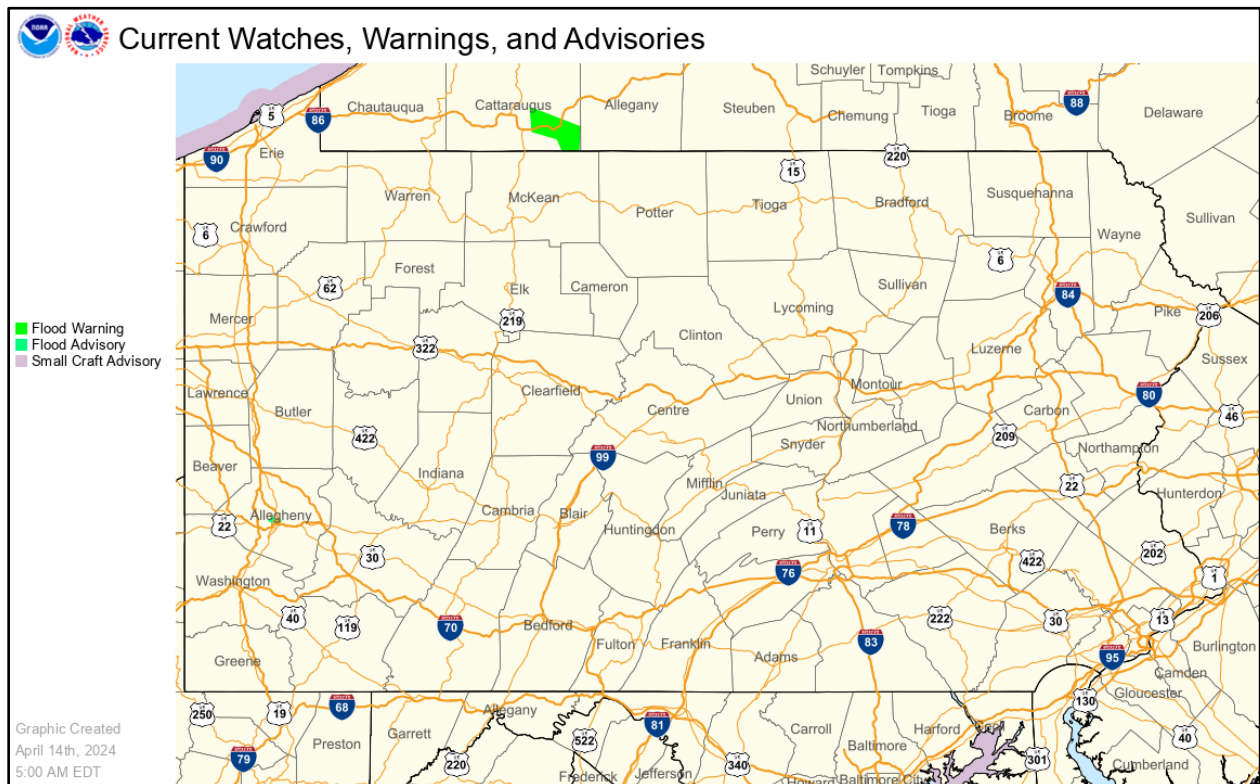 Current Watches, Warnings, and Advisories
NOAA
Schuyler Tompkins
Chautauqua Cattaraugus Allegany Steuben Chemung Tioga Broome Delaware
5 86 88
90 Erie
220
15
Warren McKean Potter Tioga Bradford Susquehanna
Crawford Wayne Sullivan
6
6
Forest
62 Elk Cameron Sullivan
84
Mercer 219 Lycoming Pike 206
322 Clinton
Luzerne Sussex
Flood Warning
Flood Advisory
Small Craft Advisory
Lawrence Clearfield Montour 80
Butler Centre Union Carbon 46
422 Northumberland
209
Snyder Northampton
Beaver 99
Indiana Mifflin 22
Juniata Hunterdon
Allegheny Cambria Blair
22 Huntingdon Perry 11 78 Berks
30 202
422
Washington 76 1
40 119 70 Bedford 222 30 13
Fulton Franklin 83 Burlington
Greene Adams 95
Camden
Gloucester
250 19 68 Allegany 130
Garrett 81 Carroll Harford Cecil
Preston 522 Baltimore 40
79 220 340 301 Cumberland
Frederick Jefferson Howard Baltimore City
Graphic Created
April 14th, 2024
5:00 AM EDT